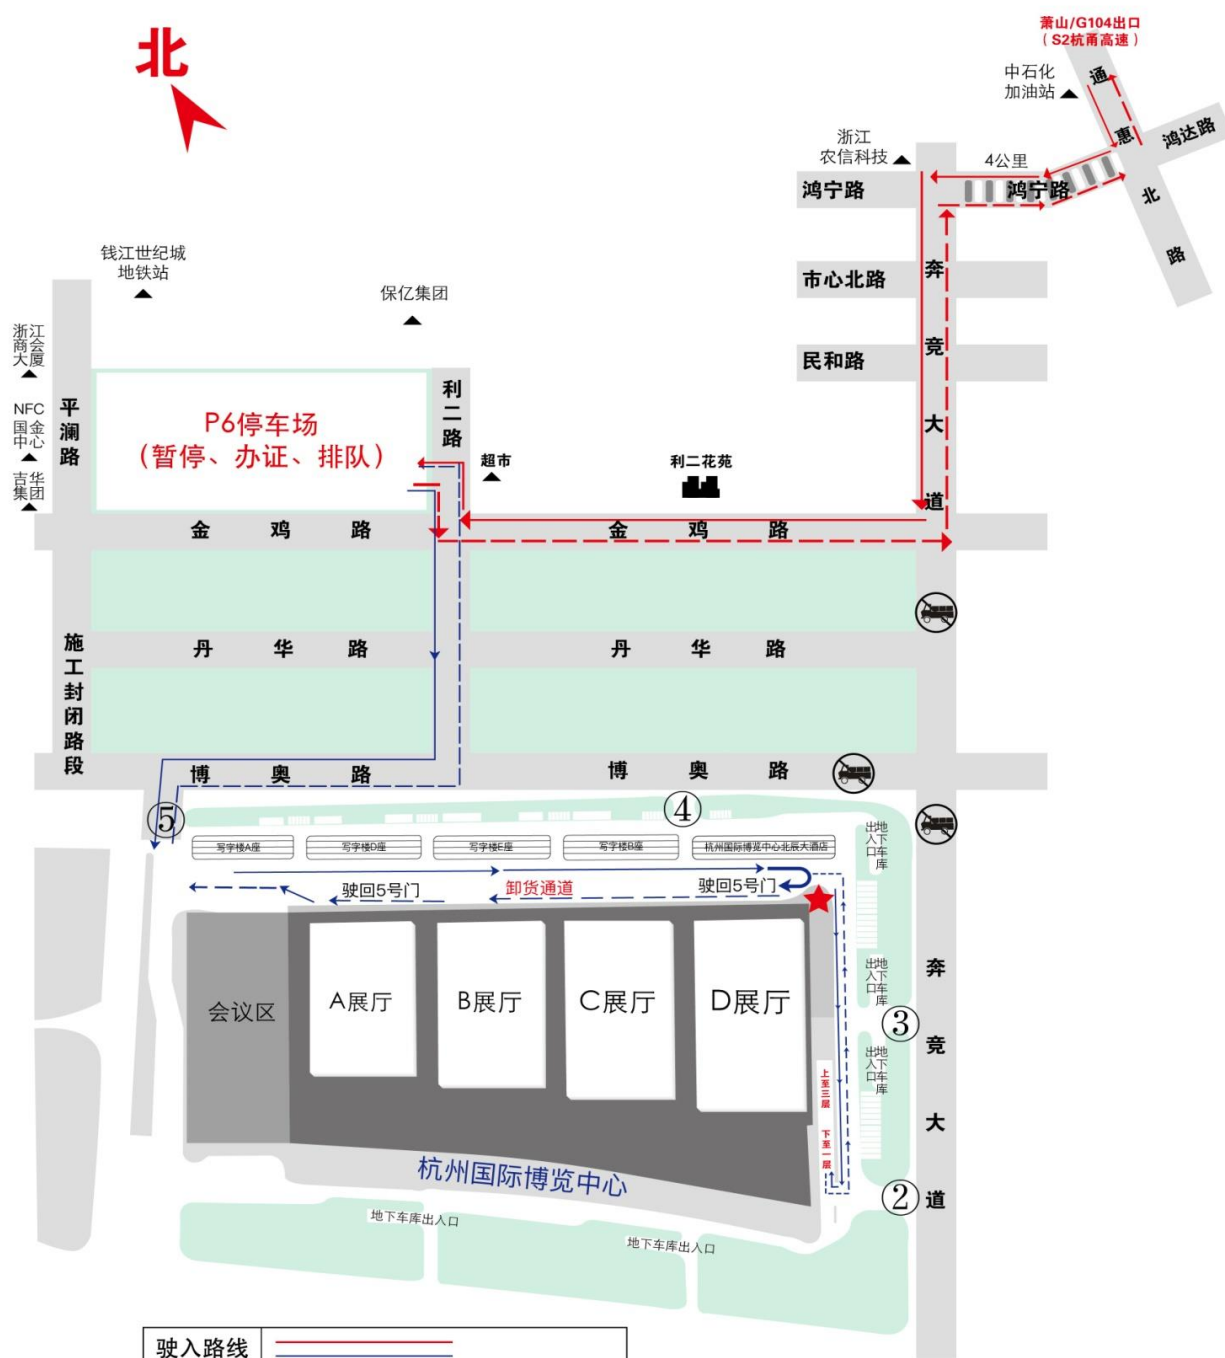 北
萧山/G104出口
（S2杭甬高速）
中石化
加油站
通
惠
北
路
鸿达路
浙江
农信科技
4公里
鸿宁路
鸿宁路
市心北路
民和路
奔竞大道
钱江世纪城
地铁站
保亿集团
浙江
商会
大厦
NFC
国金
中心
吉华
集团
平澜路
P6停车场
（暂停、办证、排队）
利二路
超市
利二花苑
金鸡路
金鸡路
施工封闭路段
丹华路
丹华路
博奥路
博奥路
⑤
④
写字楼A座
写字楼D座
写字楼E座
写字楼B座
杭州国际博览中心北辰大酒店
地下车库
出入口
驶回5号门
卸货通道
驶回5号门
会议区
A展厅
B展厅
C展厅
D展厅
地下车库
出入口
③
地下车库
出入口
奔竞大道
上至三层
下至一层
②
杭州国际博览中心
地下车库出入口
地下车库出入口
驶入路线